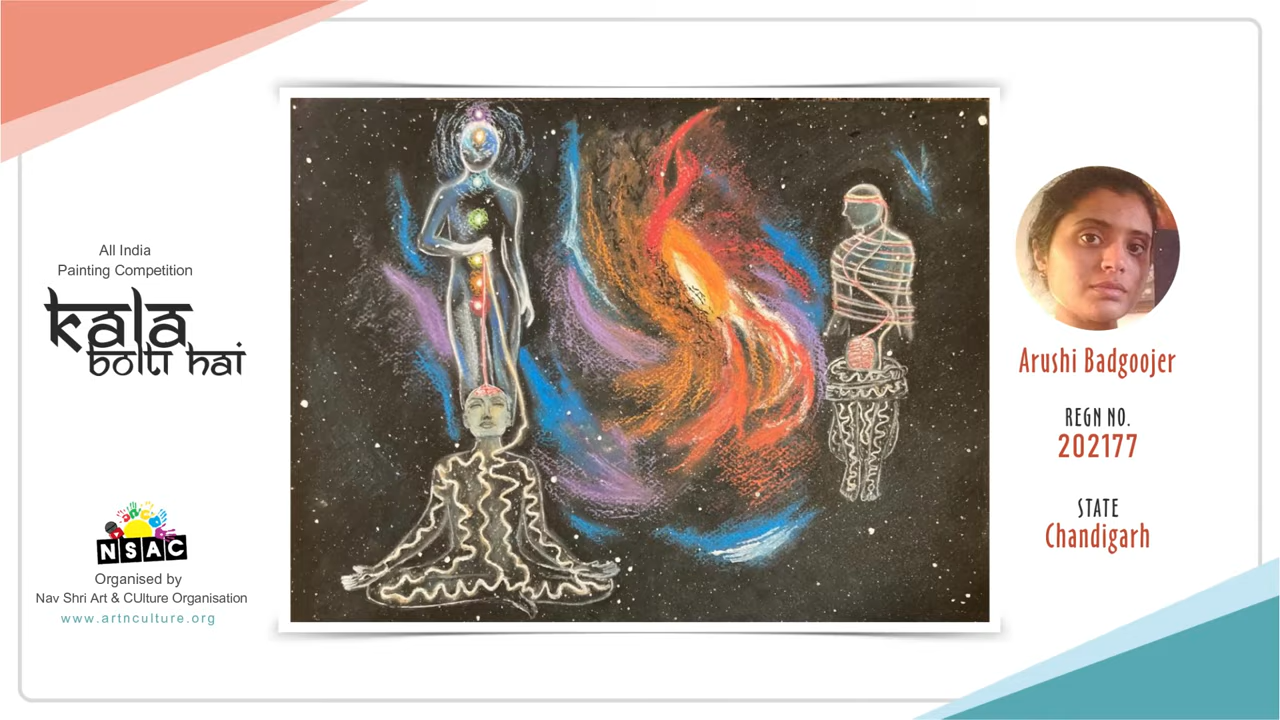 All India
Painting Competition
kala
bolti hai
NSAC
Organised by
Nav Shri Art & CUlture Organisation
www.artnculture.org
Arushi Badgoojer
REGN NO.
202177
STATE
Chandigarh